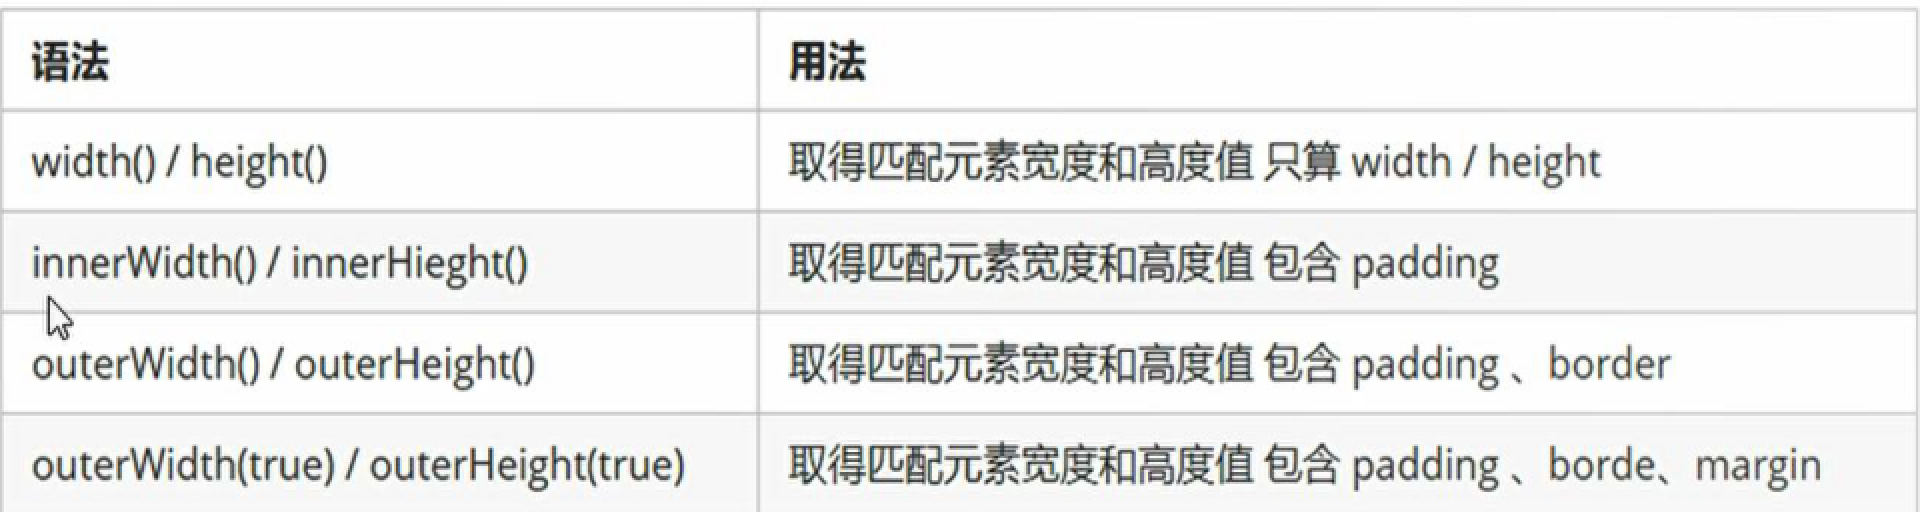 语法 用法
width() / height() 取得匹配元素宽度和高度值 只算 width / height
innerWidth() / innerHieght() 取得匹配元素宽度和高度值 包含 padding
outerWidth() / outerHeight() 取得匹配元素宽度和高度值 包含 padding 、border
outerWidth(true) / outerHeight(true) 取得匹配元素宽度和高度值 包含 padding 、borde、margin